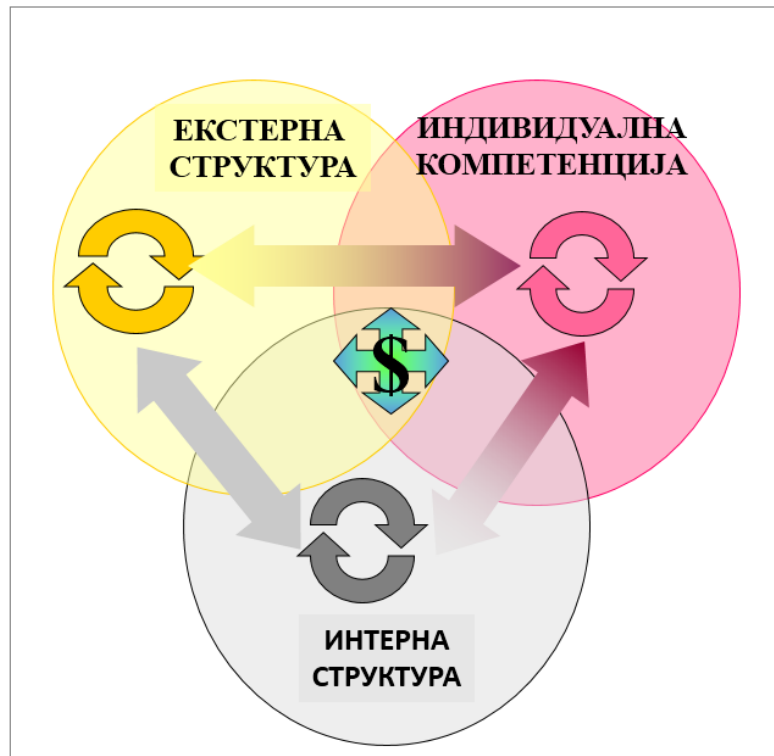 ЕКСТЕРНА
СТРУКТУРА
ИНДИВИДУАЛНА
КОМПЕТЕНЦИЈА
$
ИНТЕРНА
СТРУКТУРА